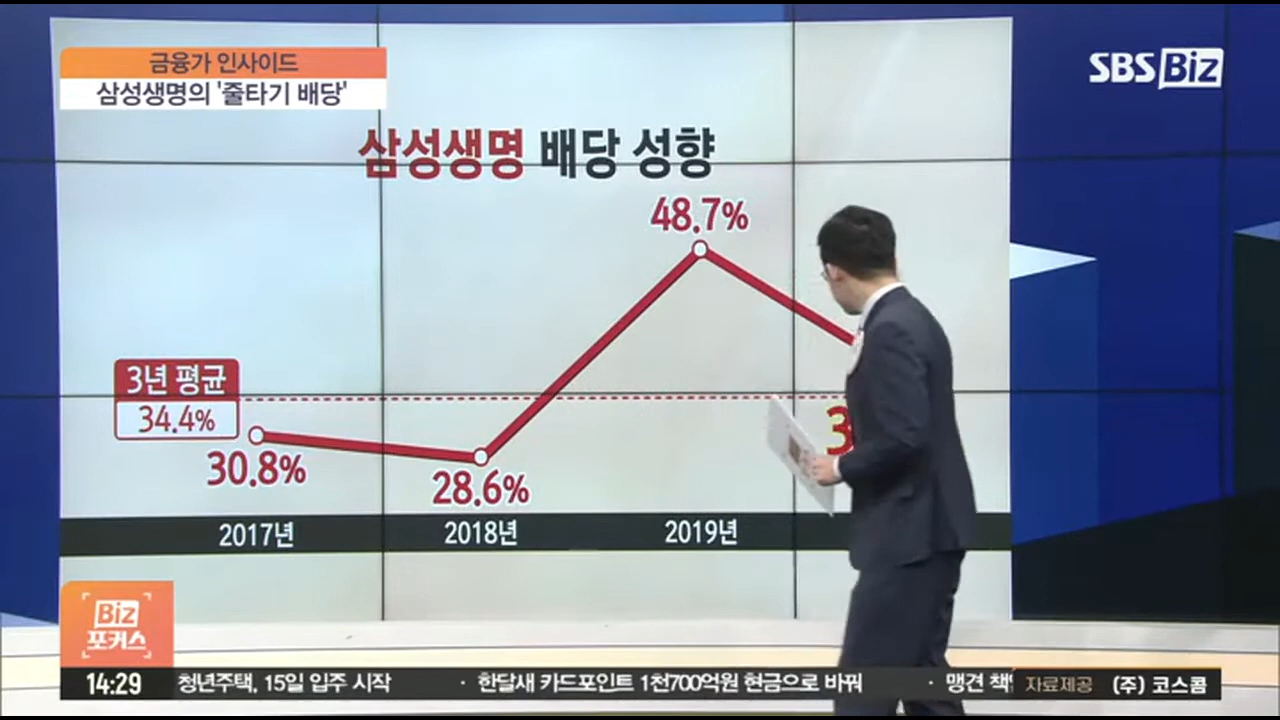 금융가 인사이드
삼성생명의 '줄타기 배당'
SBS Biz
삼성생명 배당 성향
48.7%
3년 평균
34.4%
30.8%
28.6%
3
2017년
2018년
2019년
Biz
포커스
14:29
청년주택, 15일 입주 시작 · 한달새 카드포인트 1천700억원 현금으로 바꿔 · 맹견
자료제공 (주) 코스콤